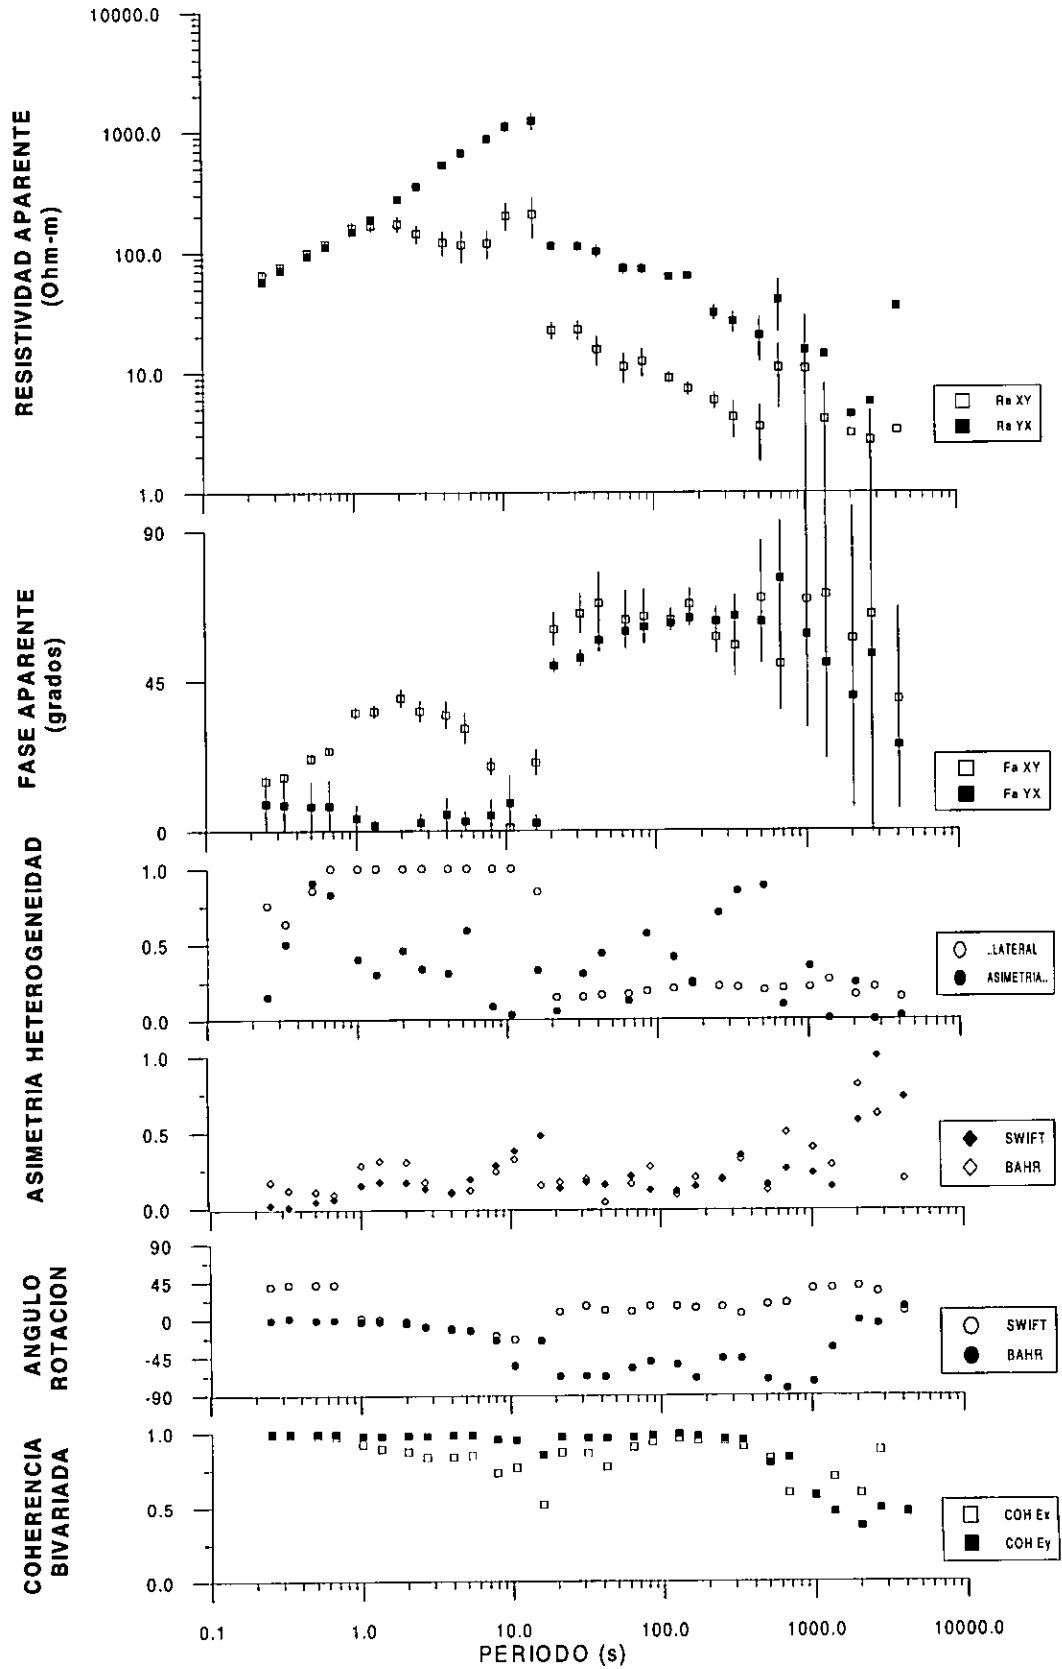 10000.0
1000.0
100.0
10.0
1.0
RESISTIVIDAD APARENTE
(Ohm-m)
Ra XY
Ra YX
90
45
0
FASE APARENTE
(grados)
Fa XY
Fa YX
1.0
0.5
0.0
ASIMETRIA HETEROGENEIDAD
..LATERAL
ASIMETRIA..
1.0
0.5
0.0
SWIFT
BAHR
90
45
0
-45
-90
ANGULO
ROTACION
SWIFT
BAHR
1.0
0.5
0.0
COHERENCIA
BIVARIADA
COH Ex
COH Ey
0.1
1.0
10.0
100.0
1000.0
10000.0
PERIODO (s)